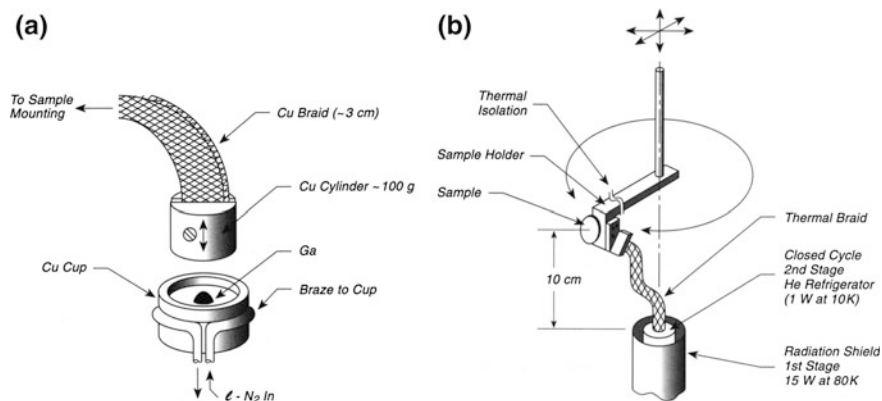 (a)
To Sample
Mounting
Cu Braid (~3 cm)
Cu Cylinder ~100 g
Ga
Cu Cup
Braze to Cup
ℓ - N₂ In
(b)
Thermal
Isolation
Sample Holder
Sample
Thermal Braid
10 cm
Closed Cycle
2nd Stage
He Refrigerator
(1 W at 10K)
Radiation Shield
1st Stage
15 W at 80K